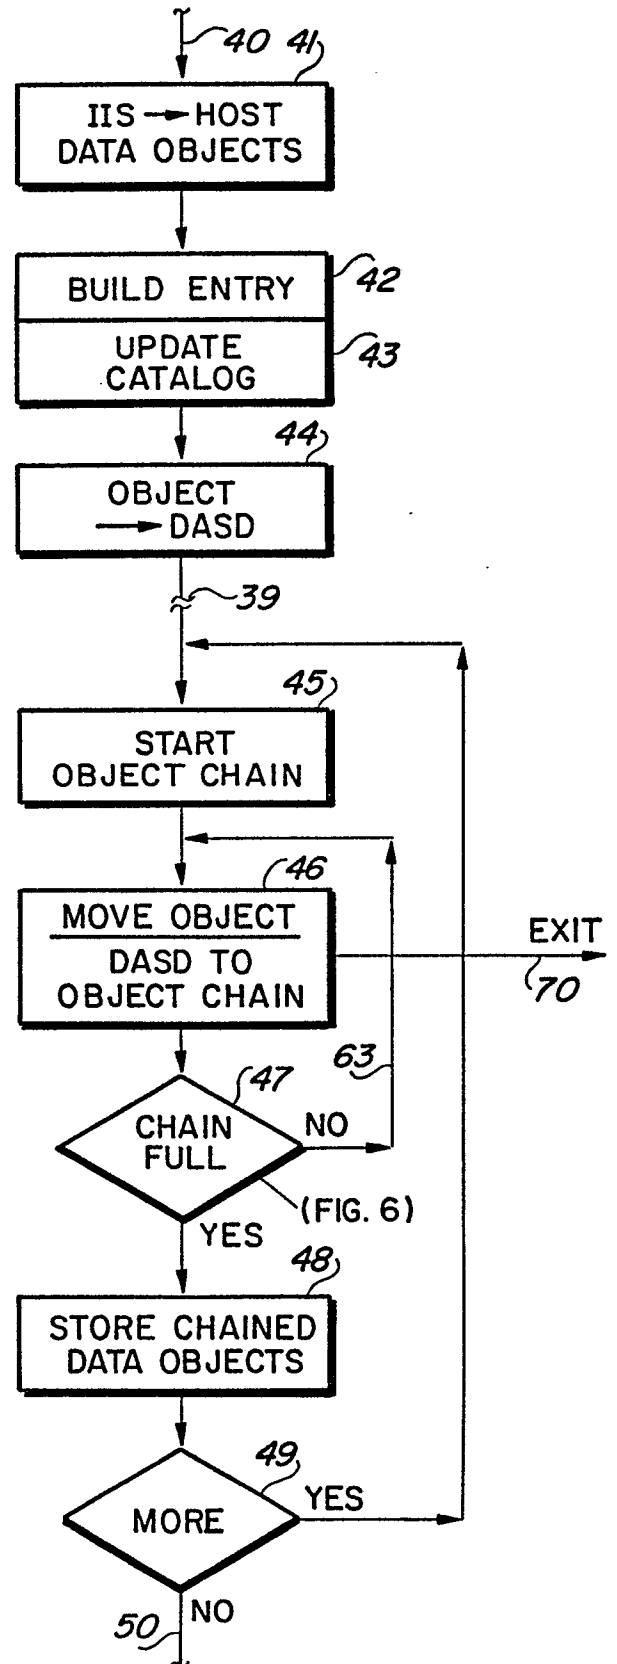 40 41
IIS → HOST
DATA OBJECTS
BUILD ENTRY
42
UPDATE
CATALOG
43
44
OBJECT
→ DASD
39
45
START
OBJECT CHAIN
46
MOVE OBJECT
DASD TO
OBJECT CHAIN
EXIT
70
63
47
CHAIN
FULL
NO
(FIG. 6)
YES
48
STORE CHAINED
DATA OBJECTS
49
MORE
YES
NO
50